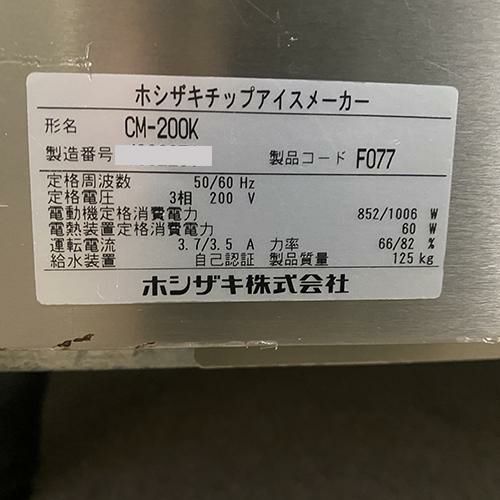 ホシザキチップアイスメーカー
形名 CM-200K
製造番号
製品コード F077
定格周波数 50/60 Hz
定格電圧 3相 200 V
電動機定格消費電力 852/1006 W
電熱装置定格消費電力 60 W
運転電流 3.7/3.5 A 力率 66/82 %
給水装置 自己認証 製品質量 125 kg
ホシザキ株式会社